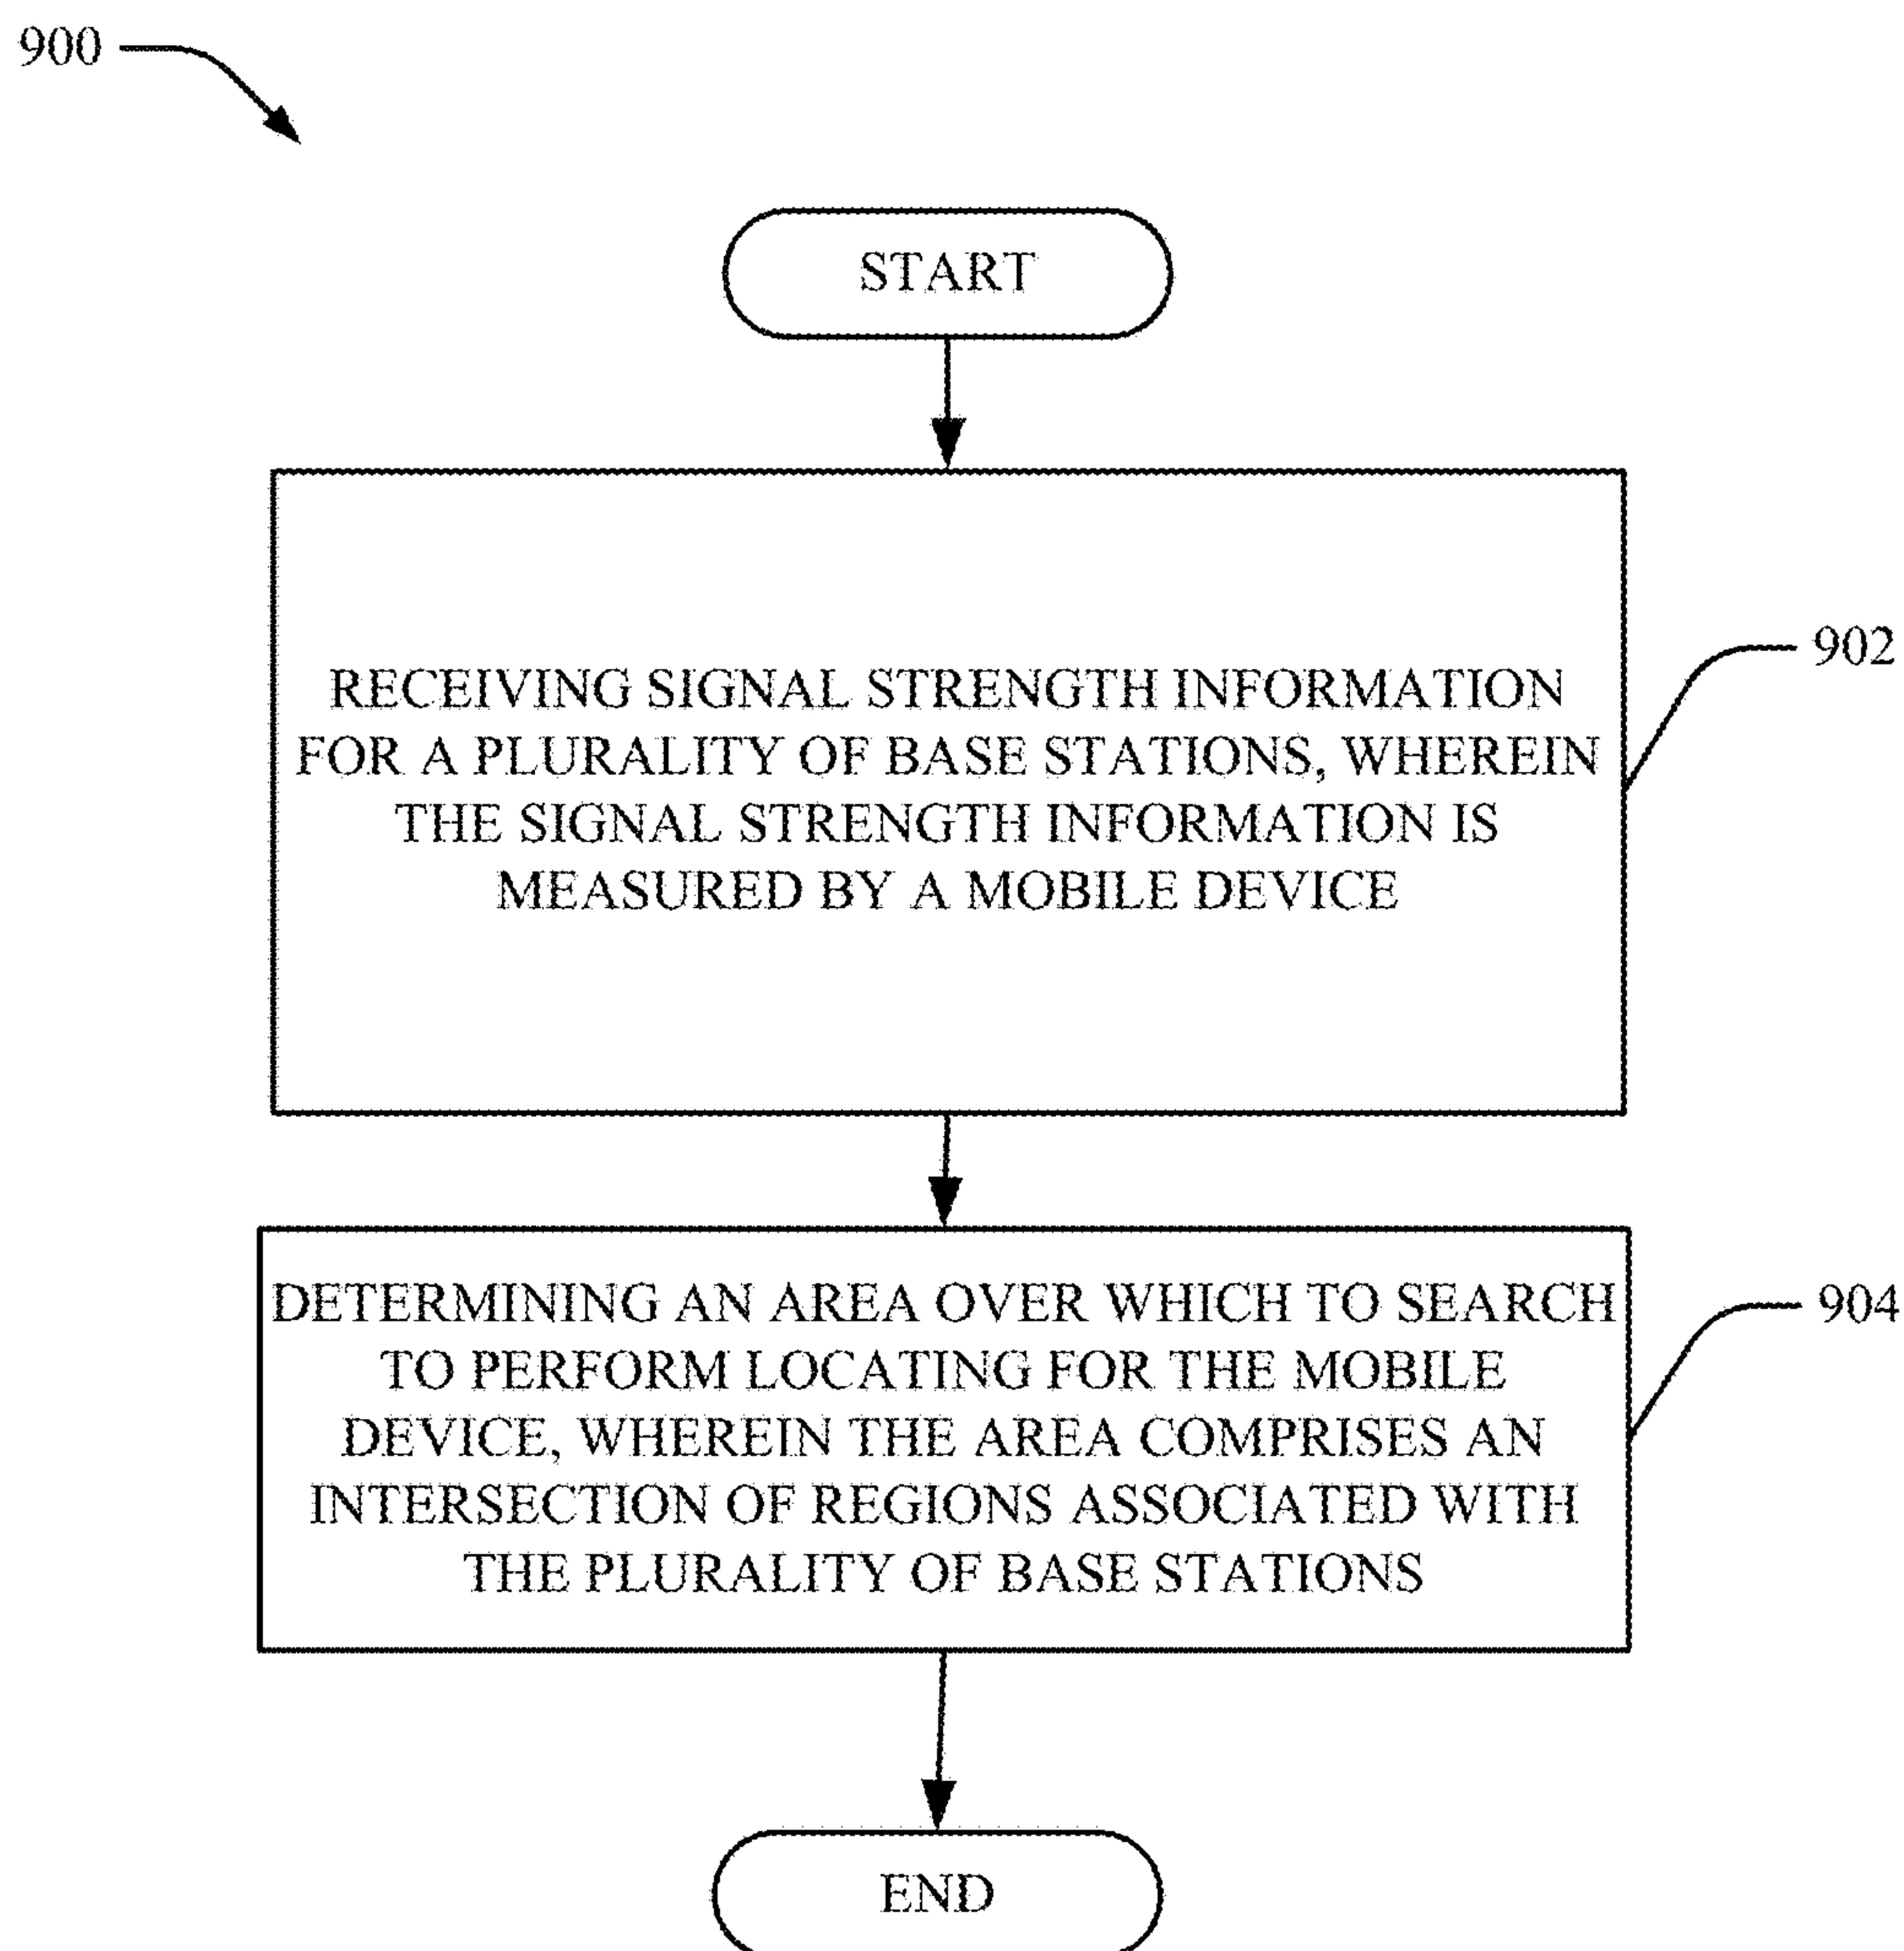 900
START
RECEIVING SIGNAL STRENGTH INFORMATION
FOR A PLURALITY OF BASE STATIONS, WHEREIN
THE SIGNAL STRENGTH INFORMATION IS
MEASURED BY A MOBILE DEVICE
902
DETERMINING AN AREA OVER WHICH TO SEARCH
TO PERFORM LOCATING FOR THE MOBILE
DEVICE, WHEREIN THE AREA COMPRISES AN
INTERSECTION OF REGIONS ASSOCIATED WITH
THE PLURALITY OF BASE STATIONS
904
END